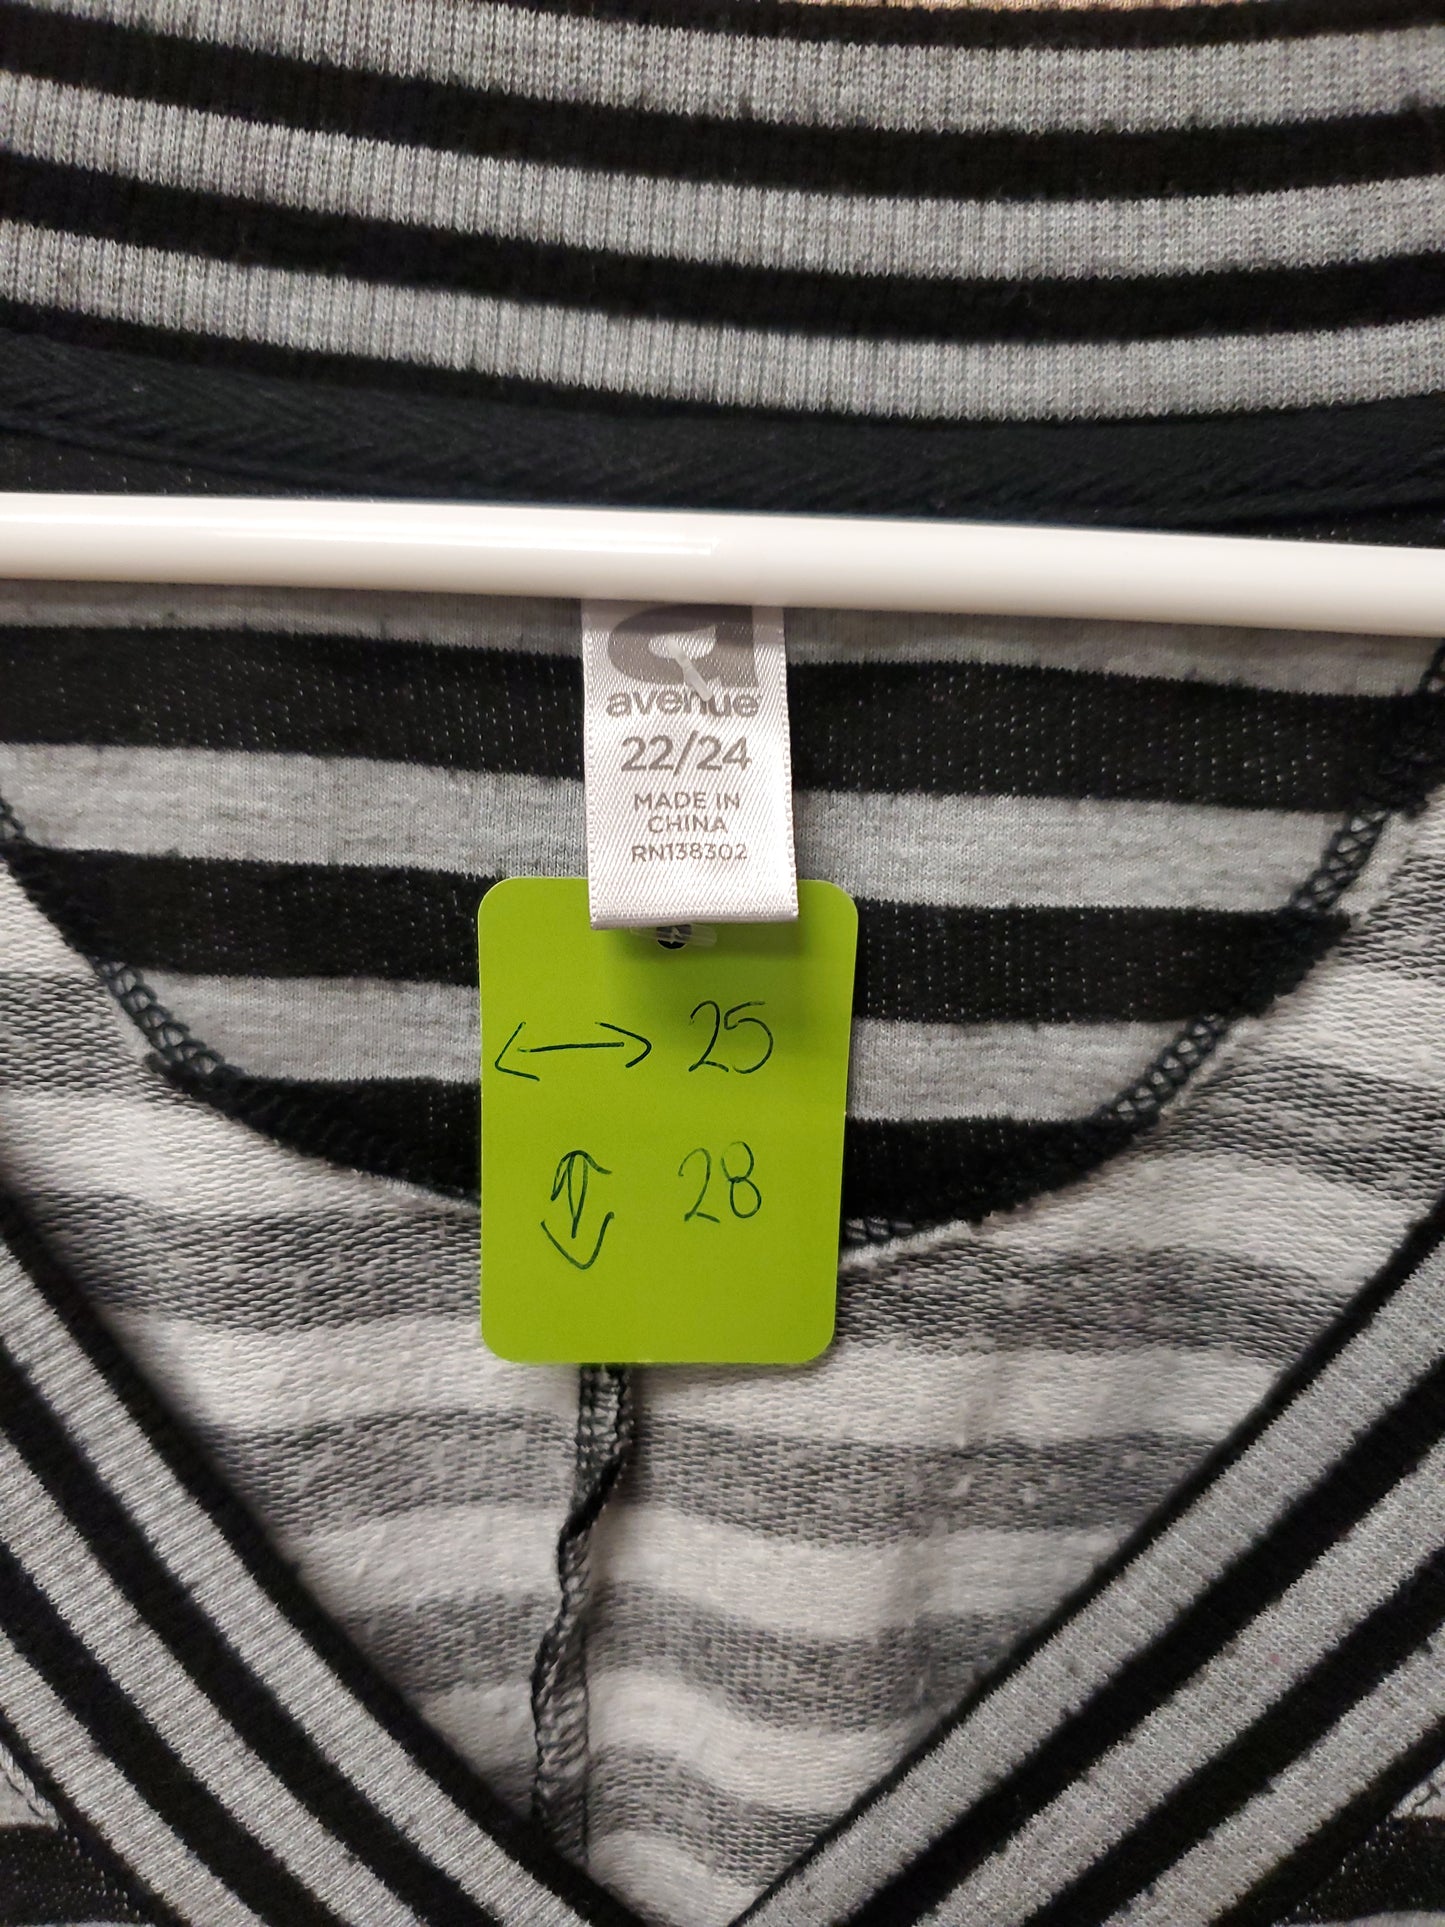 a
avenue
22/24
MADE IN
CHINA
RN138302
↔ 25
↕ 28